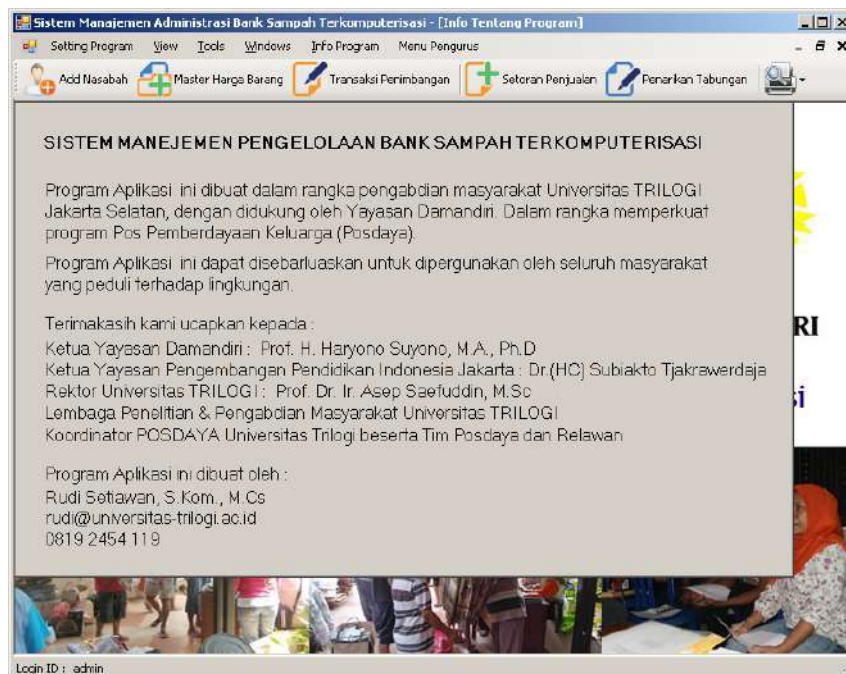 Sistem Manajemen Administrasi Bank Sampah Terkomputerisasi - [Info Tentang Program]
Setting Program View Tools Windows Info Program Menu Pengurus
Add Nasabah Master Harga Barang Transaksi Penimbangan Setoran Penjualan Penarikan Tabungan
SISTEM MANEJEMEN PENGELOLAAN BANK SAMPAH TERKOMPUTERISASI
Program Aplikasi ini dibuat dalam rangka pengabdian masyarakat Universitas TRILOGI
Jakarta Selatan, dengan didukung oleh Yayasan Damandiri. Dalam rangka memperkuat
program Pos Pemberdayaan Keluarga (Posdaya).
Program Aplikasi ini dapat disebarluaskan untuk dipergunakan oleh seluruh masyarakat
yang peduli terhadap lingkungan.
Terimakasih kami ucapkan kepada :
Ketua Yayasan Damandiri : Prof. H. Haryono Suyono, M.A., Ph.D
Ketua Yayasan Pengembangan Pendidikan Indonesia Jakarta : Dr.(HC) Subiakto Tjakrawerdaja
Rektor Universitas TRILOGI : Prof. Dr. Ir. Asep Saefuddin, M.Sc
Lembaga Penelitian & Pengabdian Masyarakat Universitas TRILOGI
Koordinator POSDAYA Universitas Trilogi beserta Tim Posdaya dan Relawan
Program Aplikasi ini dibuat oleh :
Rudi Setiawan, S.Kom., M.Cs
rudi@universitas-trilogi.ac.id
0819 2454 119
RI
si
Login ID : admin